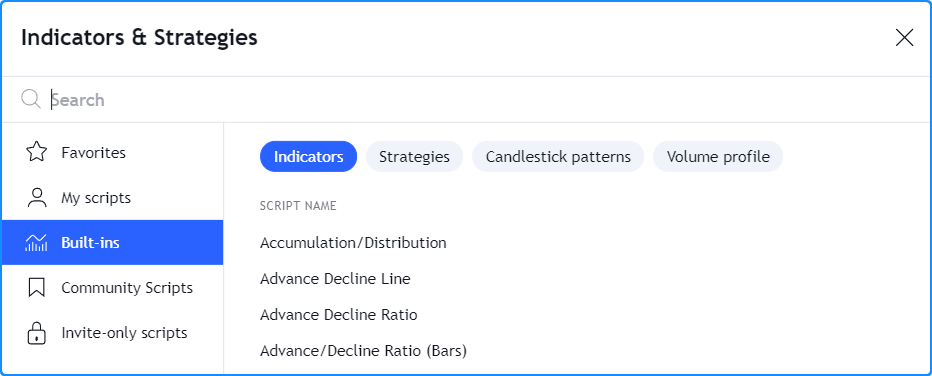 Indicators & Strategies
Search
Favorites
My scripts
Built-ins
Community Scripts
Invite-only scripts
Indicators Strategies Candlestick patterns Volume profile
SCRIPT NAME
Accumulation/Distribution
Advance Decline Line
Advance Decline Ratio
Advance/Decline Ratio (Bars)